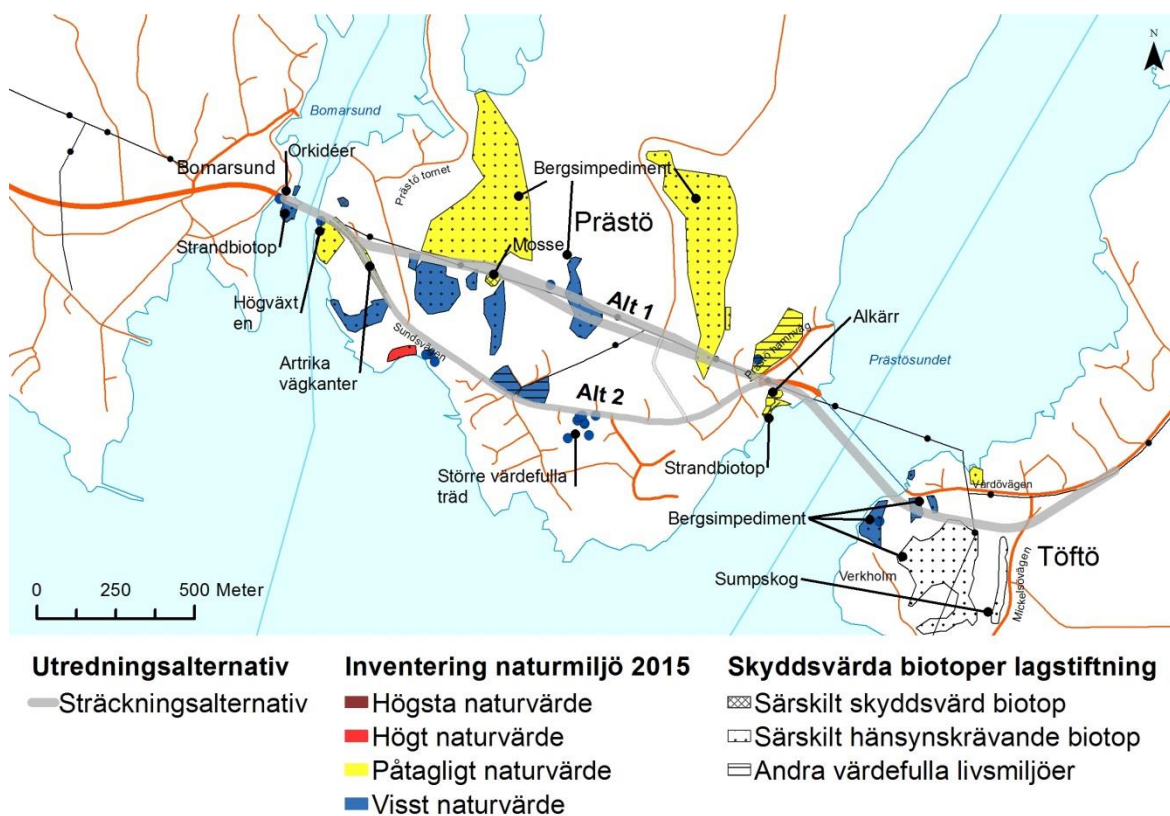 N
Bomarsund
Orkidéer
Bomarsund
Bergsimpediment
Prästö tornet
Prästö
Strandbiotop
Mosse
Högväxt
en
Alt 1
Alkärr
Prästö hamnväg
Prästösundet
Sundsvägen
Artrika
vägkanter
Alt 2
Större värdefulla
träd
Strandbiotop
Vårdövägen
Bergsimpediment
Töftö
Verkholm
Sumpskog
Mickelsövägen
0 250 500 Meter
Utredningsalternativ
Sträckningsalternativ
Inventering naturmiljö 2015
Högsta naturvärde
Högt naturvärde
Påtagligt naturvärde
Visst naturvärde
Skyddsvärda biotoper lagstiftning
Särskilt skyddsvärd biotop
Särskilt hänsynskrävande biotop
Andra värdefulla livsmiljöer